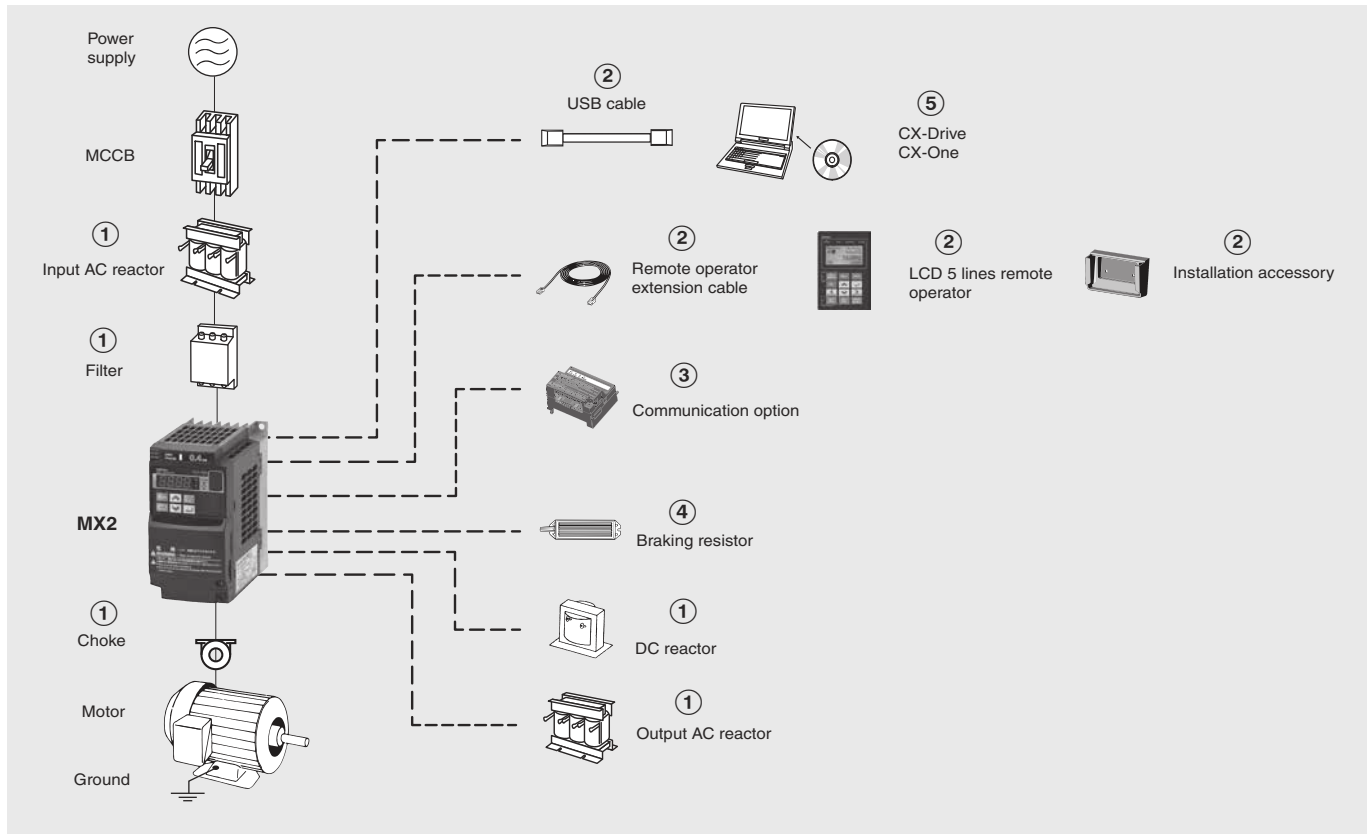 Power
supply
MCCB
1
Input AC reactor
1
Filter
MX2
1
Choke
Motor
Ground
2
USB cable
5
CX-Drive
CX-One
2
Remote operator
extension cable
2
LCD 5 lines remote
operator
2
Installation accessory
3
Communication option
4
Braking resistor
1
DC reactor
1
Output AC reactor
0.4